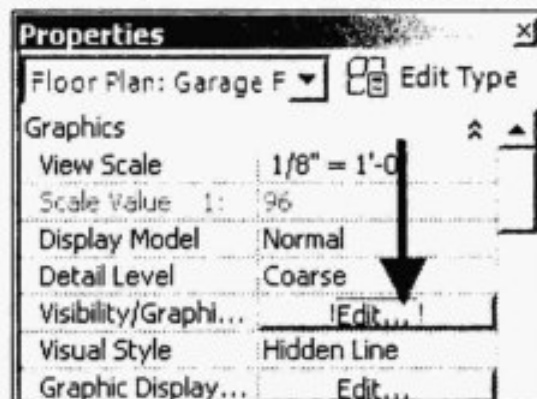 Properties
Floor Plan: Garage F Edit Type
Graphics
View Scale 1/8" = 1'-0
Scale Value 1: 96
Display Model Normal
Detail Level Coarse
Visibility/Graphi... Edit...
Visual Style Hidden Line
Graphic Display... Edit...